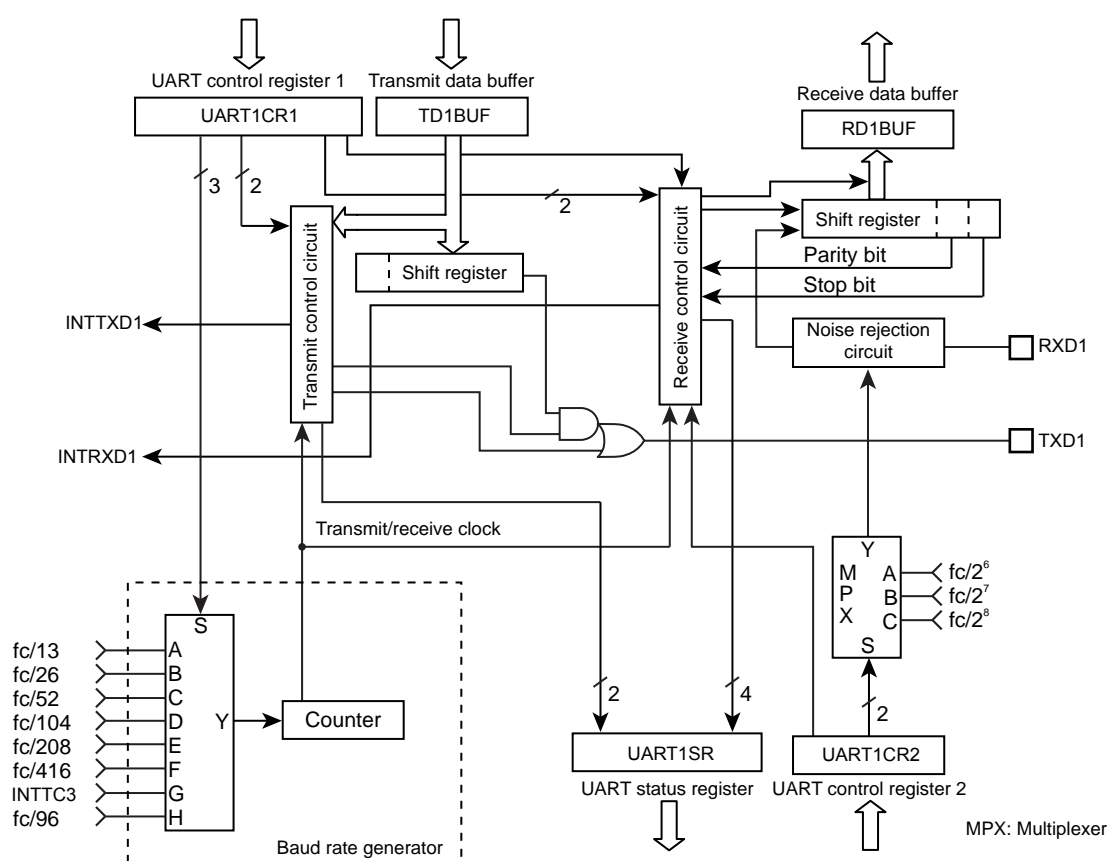 UART control register 1
Transmit data buffer
Receive data buffer
UART1CR1
TD1BUF
RD1BUF
3
2
2
Transmit control circuit
Receive control circuit
Shift register
Shift register
Parity bit
Stop bit
INTTXD1
Noise rejection
circuit
RXD1
INTRXD1
TXD1
Transmit/receive clock
Y
M
P
X
A
B
C
S
fc/2⁶
fc/2⁷
fc/2⁸
S
fc/13
A
fc/26
B
fc/52
C
fc/104
D
Y
Counter
fc/208
E
fc/416
F
INTTC3
G
fc/96
H
2
4
2
UART1SR
UART1CR2
UART status register
UART control register 2
MPX: Multiplexer
Baud rate generator